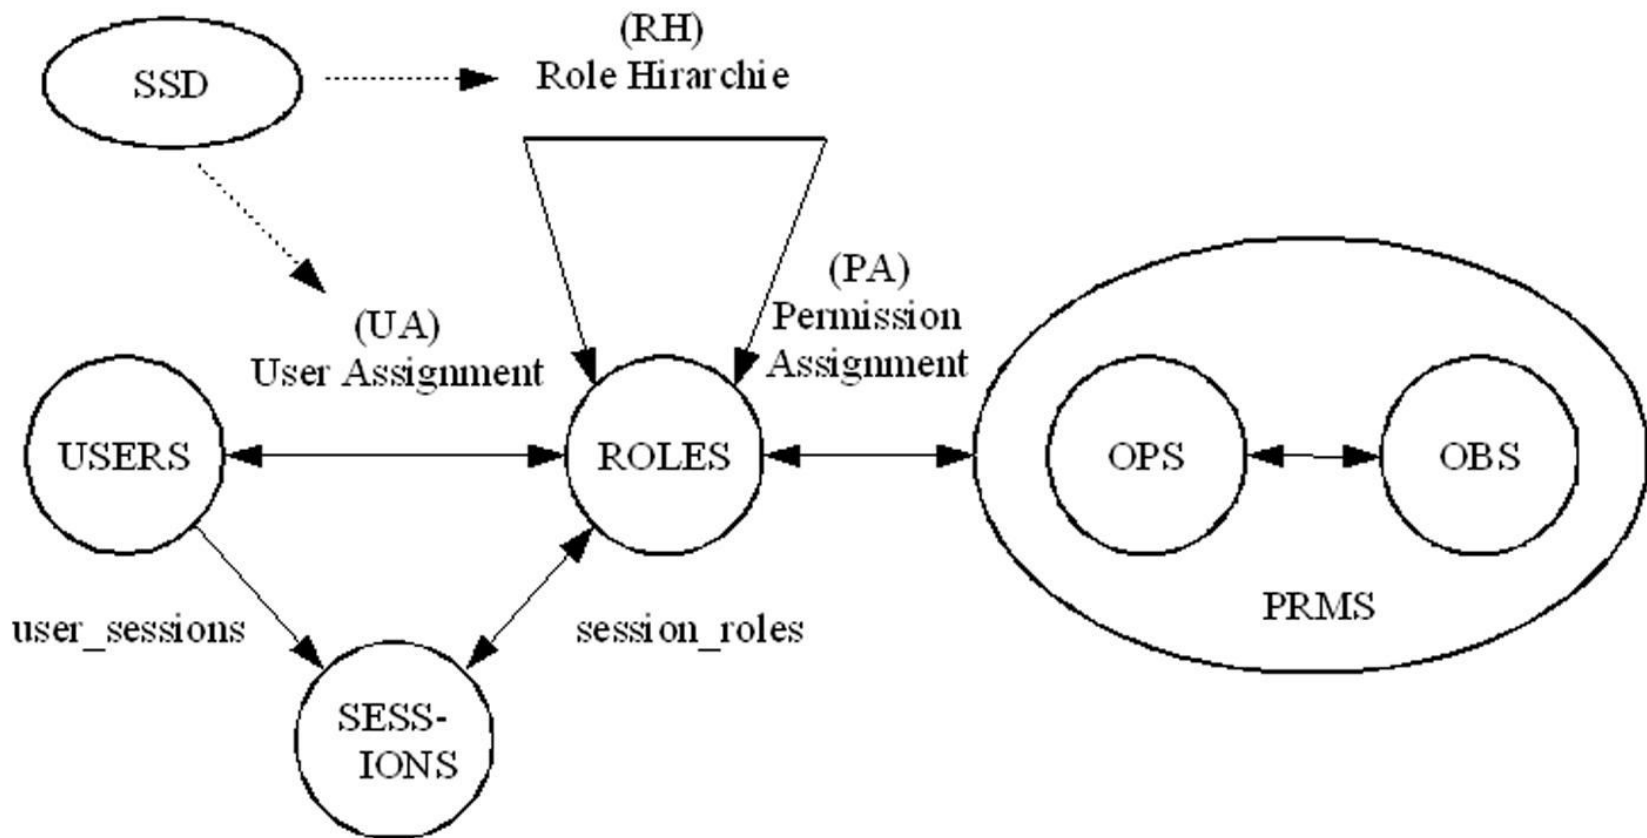 (RH)
SSD
Role Hirarchie
(PA)
Permission
(UA)
Assignment
User Assignment
USERS
ROLES
OPS
OBS
PRMS
user_sessions
session_roles
SESS-
IONS